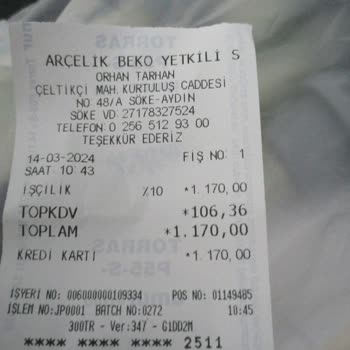 ARÇELİK BEKO YETKİLİ S
ORHAN TARHAN
ÇELTİKÇİ MAH. KURTULUŞ CADDESİ
NO: 48/A SÖKE-AYDIN
SÖKE VD: 27178327524
TELEFON: 0 256 512 93 00
TEŞEKKÜR EDERİZ
14-03-2024 FİŞ NO: 1
SAAT: 10:43
İŞÇİLİK %10 *1.170,00
TOPKDV *106,36
TOPLAM *1.170,00
KREDİ KARTI *1.170,00
İŞYERİ NO: 006000000109334 POS NO: 01149485
İŞLEM NO:JP0001 BATCH NO:0272 10:45
300TR - Ver:347 - G1DD2M
**** **** **** 2511